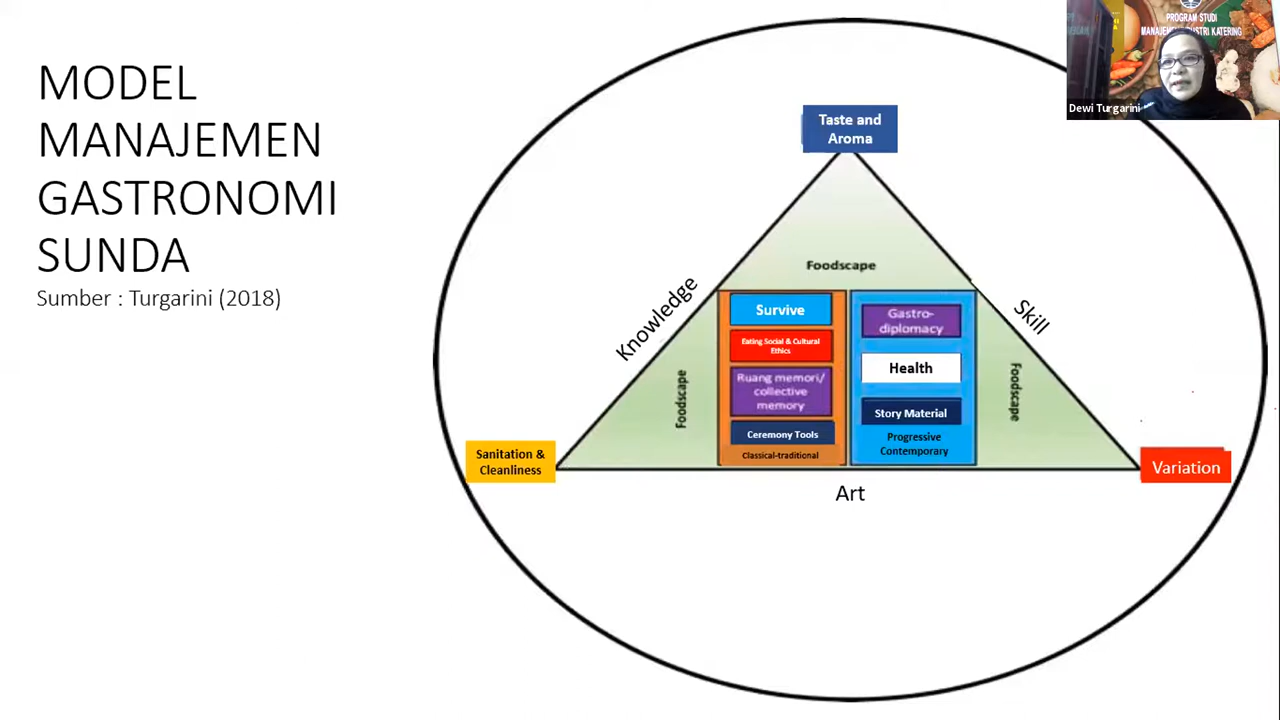 MODEL
MANAJEMEN
GASTRONOMI
SUNDA
Sumber : Turgarini (2018)
PROGRAM STUDI
Dewi Turgarini
Taste and
Aroma
Foodscape
Knowledge
Skill
Foodscape
Survive
Eating Social & Cultural
Ethics
Ruang memori/
collective
memory
Ceremony Tools
Classical-traditional
Gastro-
diplomacy
Health
Story Material
Progressive
Contemporary
Foodscape
Sanitation &
Cleanliness
Variation
Art